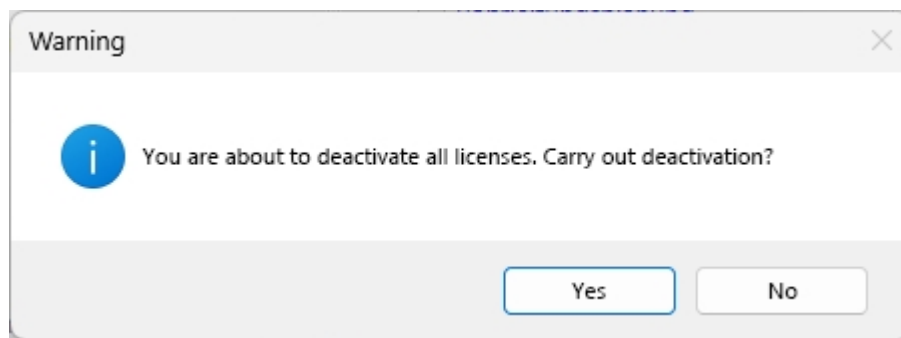 Warning
You are about to deactivate all licenses. Carry out deactivation?
Yes
No